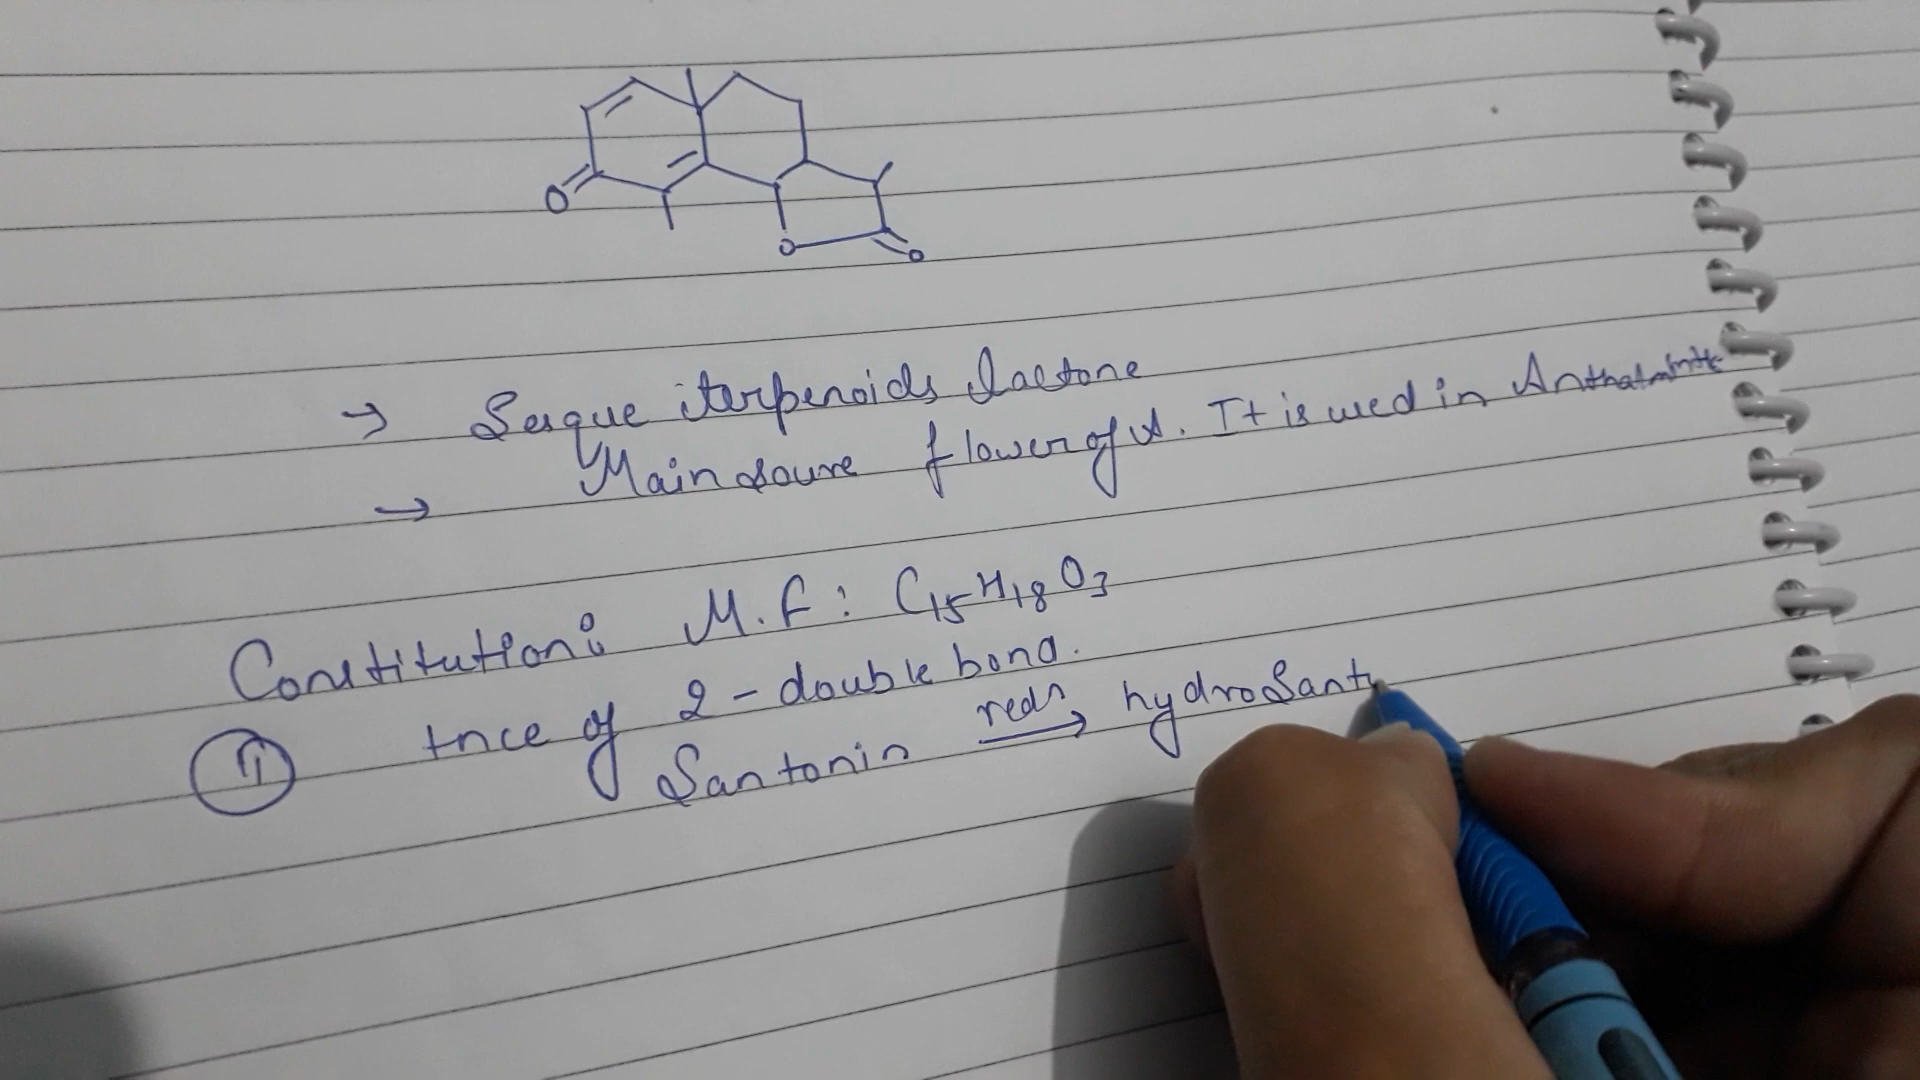 O
O
O
→ Sesque iterpenoids lactone
→ Main soure flower of A. It is used in
Constitution: M.F: C15H18O3
① tnce of 2-double bond.
Santonin redn → hydroSant